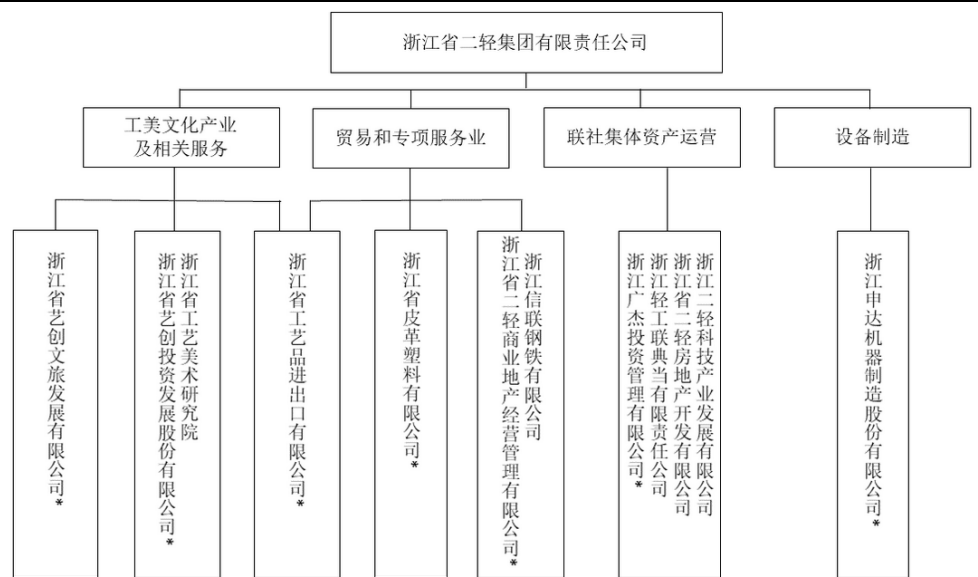 浙江省二轻集团有限责任公司
工美文化产业
及相关服务
贸易和专项服务业
联社集体资产运营
设备制造
浙江省艺创文旅发展有限公司*
浙江省工艺美术研究院
浙江省艺创投资发展股份有限公司*
浙江省工艺品进出口有限公司*
浙江省皮革塑料有限公司*
浙江信联钢铁有限公司
浙江省二轻商业地产经营管理有限公司*
浙江二轻科技产业发展有限公司
浙江省二轻房地产开发有限公司
浙江轻工联典当有限责任公司
浙江广杰投资管理有限公司*
浙江申达机器制造股份有限公司*